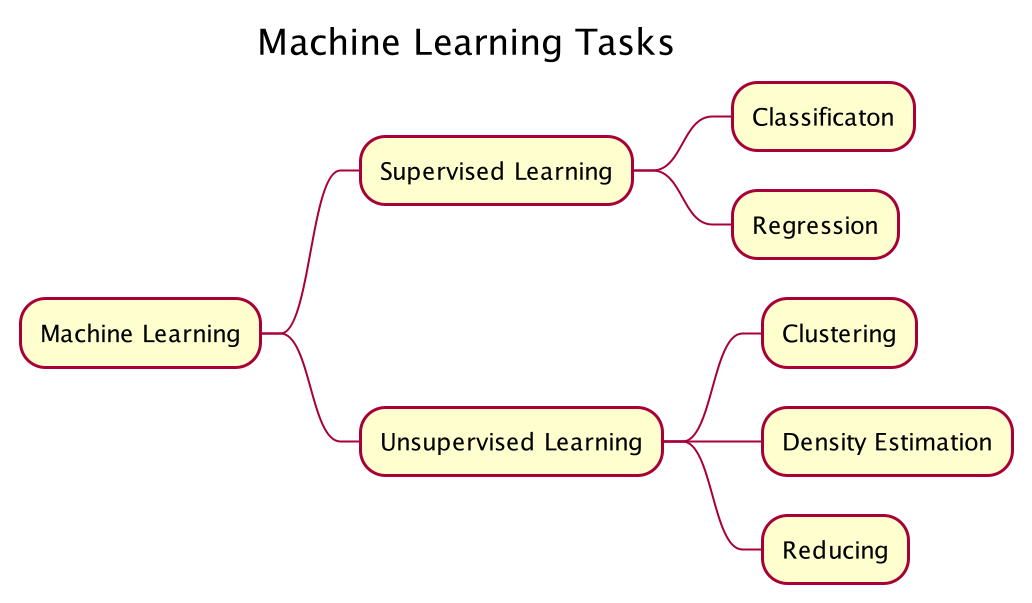 Machine Learning Tasks
Machine Learning
Supervised Learning
Classificaton
Regression
Unsupervised Learning
Clustering
Density Estimation
Reducing